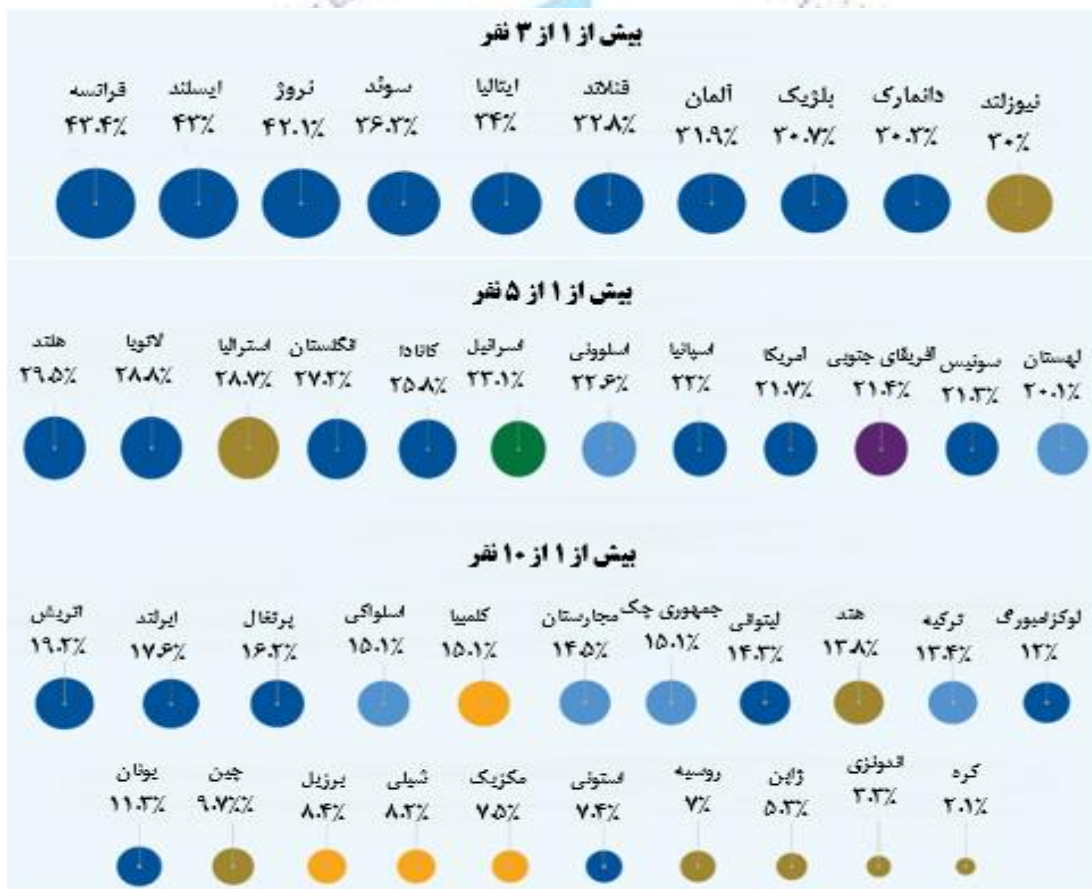 بیش از ۱ از ۳ نفر
نیوزلند دانمارک بلژیک آلمان فنلاند ایتالیا سوئد نروژ ایسلند فرانسه
۳۰٪ ۳۰.۳٪ ۳۰.۷٪ ۳۱.۹٪ ۳۲.۸٪ ۳۴٪ ۳۶.۳٪ ۴۲.۱٪ ۴۳٪ ۴۳.۴٪
بیش از ۱ از ۵ نفر
لهستان سوئیس آفریقای جنوبی آمریکا اسپانیا اسلوونی اسرائیل کانادا انگلستان استرالیا لاتویا هلند
۲۰.۱٪ ۲۱.۳٪ ۲۱.۴٪ ۲۱.۷٪ ۲۲٪ ۲۲.۶٪ ۲۳.۱٪ ۲۵.۸٪ ۲۷.۲٪ ۲۸.۷٪ ۲۸.۸٪ ۲۹.۵٪
بیش از ۱ از ۱۰ نفر
لوکزامبورگ ترکیه هند لیتوانی جمهوری چک مجارستان کلمبیا اسلواکی پرتغال ایرلند اتریش
۱۲٪ ۱۳.۴٪ ۱۳.۸٪ ۱۴.۳٪ ۱۵.۱٪ ۱۴.۵٪ ۱۵.۱٪ ۱۵.۱٪ ۱۶.۲٪ ۱۷.۶٪ ۱۹.۲٪
کره اندونزی ژاپن روسیه استونی مکزیک شیلی برزیل چین یونان
۲.۱٪ ۳.۳٪ ۵.۳٪ ۷٪ ۷.۴٪ ۷.۵٪ ۸.۲٪ ۸.۴٪ ۹.۷٪٪ ۱۱.۳٪